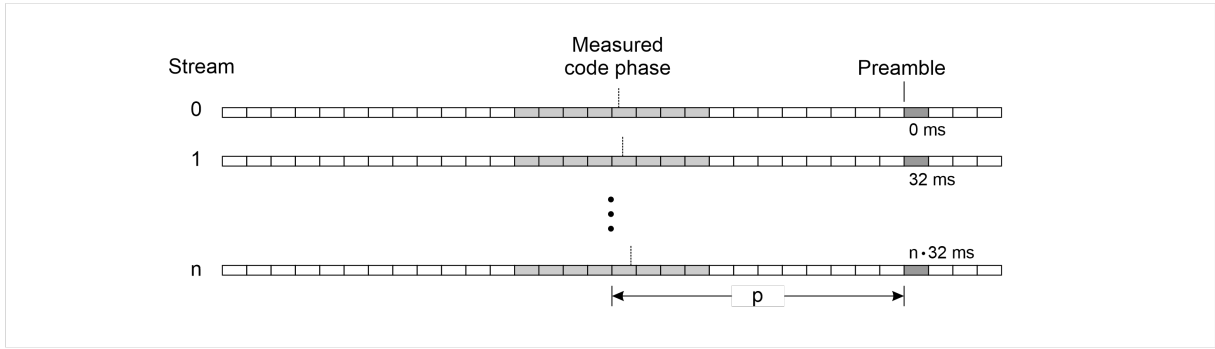 Measured
code phase
Stream
Preamble
0
0 ms
1
32 ms
n
n • 32 ms
p